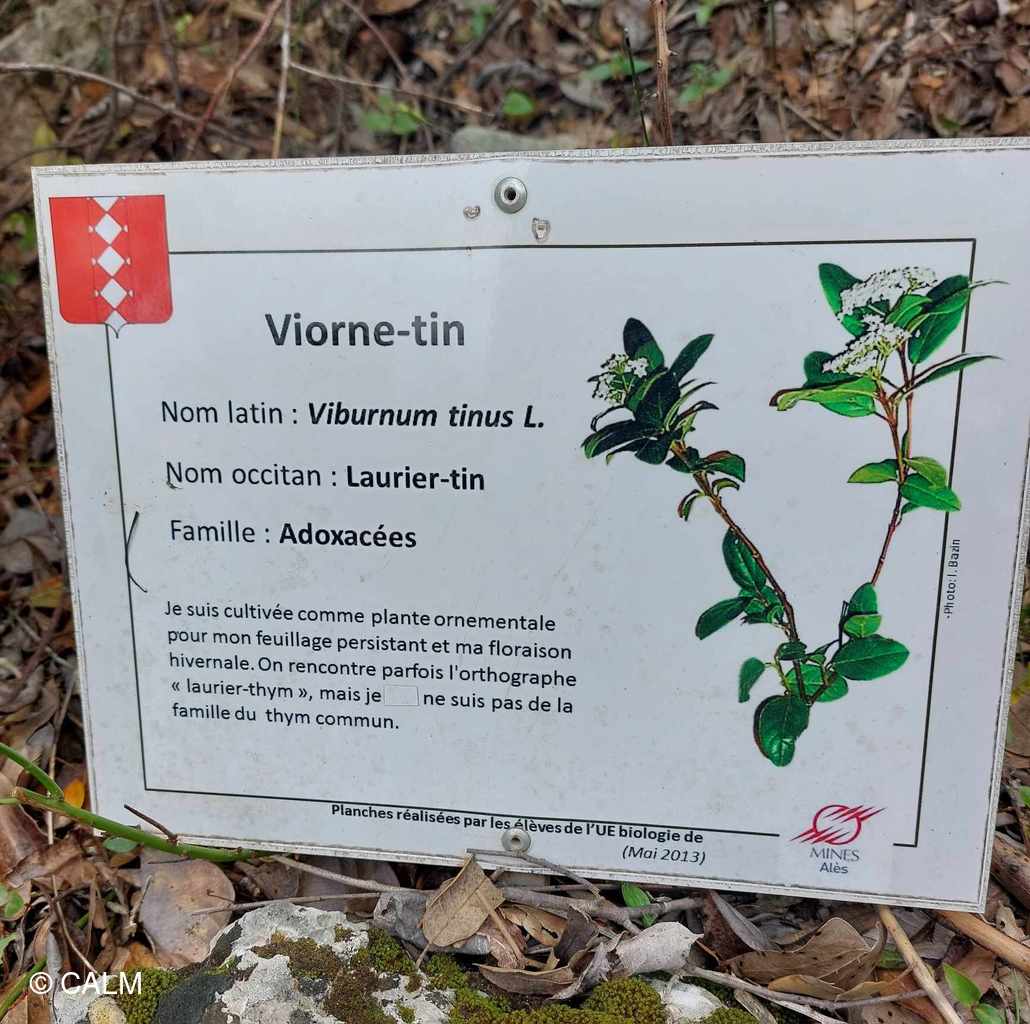 Viorne-tin
Nom latin : Viburnum tinus L.
Nom occitan : Laurier-tin
Famille : Adoxacées
Je suis cultivée comme plante ornementale
pour mon feuillage persistant et ma floraison
hivernale. On rencontre parfois l'orthographe
« laurier-thym », mais je ne suis pas de la
famille du thym commun.
-Photo: I. Bazin
Planches réalisées par les élèves de l'UE biologie de
(Mai 2013)
MINES
Alès
© CALM